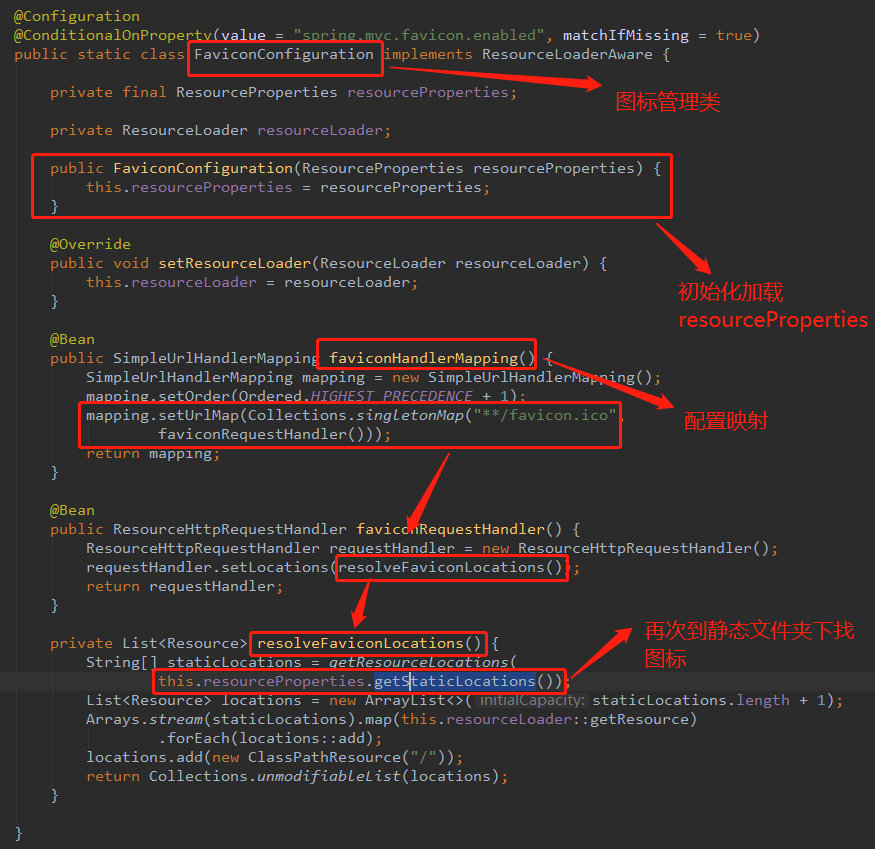 @Configuration
@ConditionalOnProperty(value = "spring.mvc.favicon.enabled", matchIfMissing = true)
public static class FaviconConfiguration implements ResourceLoaderAware {
private final ResourceProperties resourceProperties;
图标管理类
private ResourceLoader resourceLoader;
public FaviconConfiguration(ResourceProperties resourceProperties) {
this.resourceProperties = resourceProperties;
}
@Override
public void setResourceLoader(ResourceLoader resourceLoader) {
this.resourceLoader = resourceLoader;
}
初始化加载
resourceProperties
@Bean
public SimpleUrlHandlerMapping faviconHandlerMapping() {
SimpleUrlHandlerMapping mapping = new SimpleUrlHandlerMapping();
mapping.setOrder(Ordered.HIGHEST_PRECEDENCE + 1);
mapping.setUrlMap(Collections.singletonMap("**/favicon.ico",
faviconRequestHandler()));
return mapping;
}
配置映射
@Bean
public ResourceHttpRequestHandler faviconRequestHandler() {
ResourceHttpRequestHandler requestHandler = new ResourceHttpRequestHandler();
requestHandler.setLocations(resolveFaviconLocations());
return requestHandler;
}
private List<Resource> resolveFaviconLocations() {
String[] staticLocations = getResourceLocations(
this.resourceProperties.getStaticLocations());
再次到静态文件夹下找
图标
List<Resource> locations = new ArrayList<>( initialCapacity: staticLocations.length + 1);
Arrays.stream(staticLocations).map(this.resourceLoader::getResource)
.forEach(locations::add);
locations.add(new ClassPathResource("/"));
return Collections.unmodifiableList(locations);
}
}